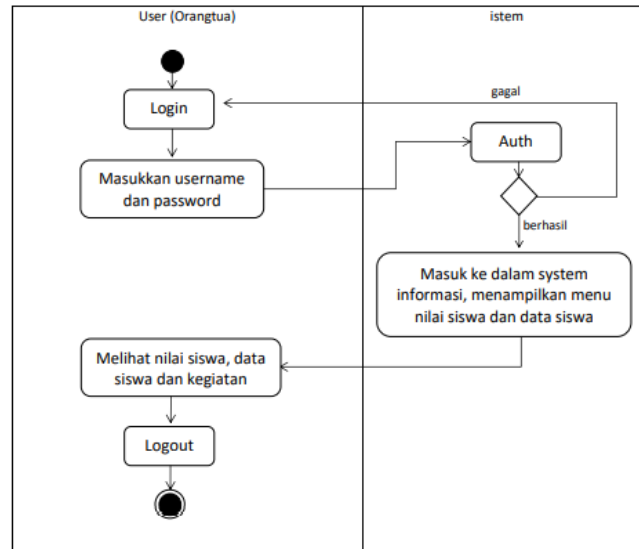 User (Orangtua)
istem
gagal
Login
Auth
Masukkan username
dan password
berhasil
Masuk ke dalam system
informasi, menampilkan menu
nilai siswa dan data siswa
Melihat nilai siswa, data
siswa dan kegiatan
Logout